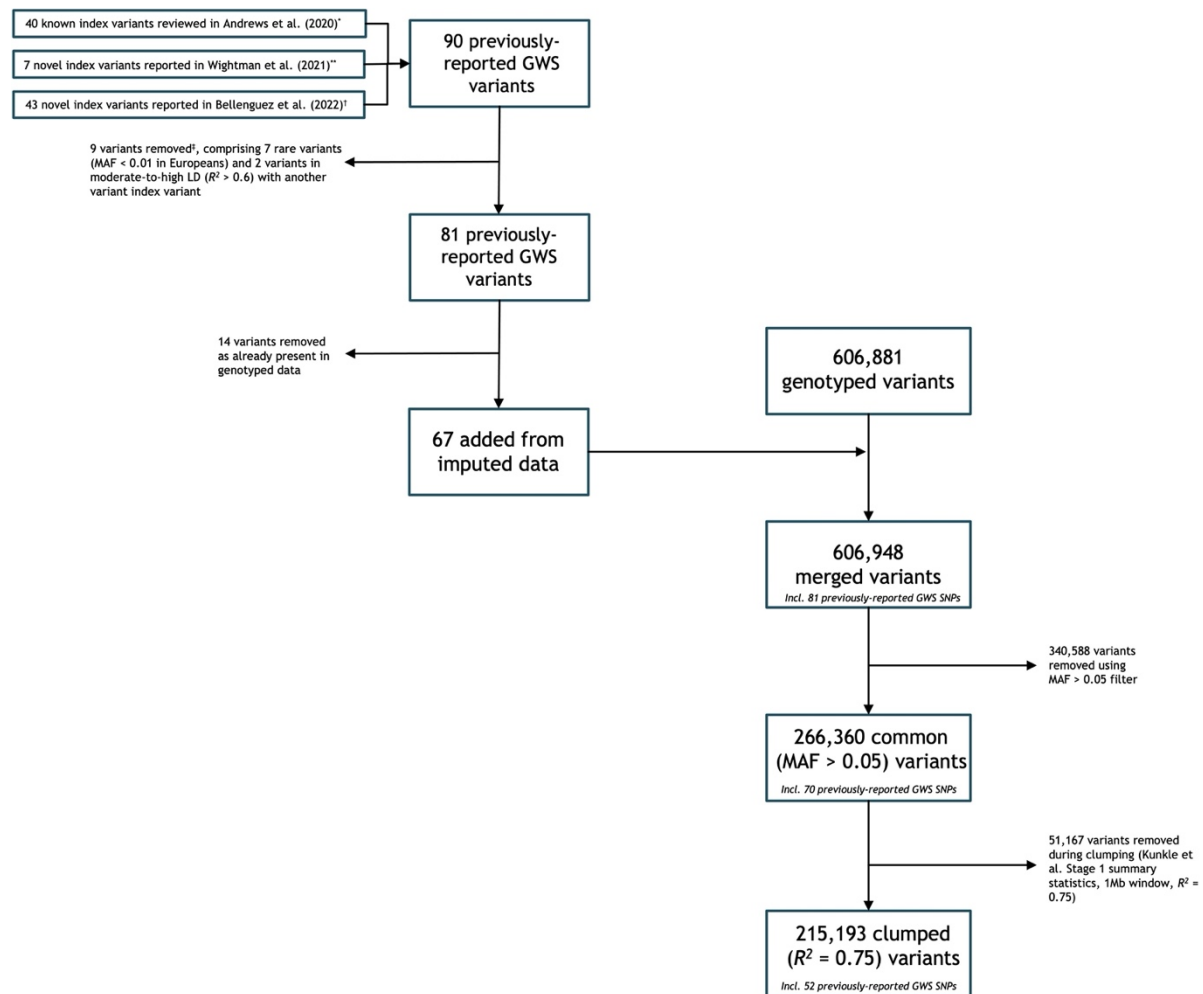 40 known index variants reviewed in Andrews et al. (2020)*
7 novel index variants reported in Wightman et al. (2021)**
43 novel index variants reported in Bellenguez et al. (2022)†
90 previously-
reported GWS
variants
9 variants removed‡, comprising 7 rare variants
(MAF < 0.01 in Europeans) and 2 variants in
moderate-to-high LD (R² > 0.6) with another
variant index variant
81 previously-
reported GWS
variants
14 variants removed
as already present in
genotyped data
67 added from
imputed data
606,881
genotyped variants
606,948
merged variants
Incl. 81 previously-reported GWS SNPs
340,588 variants
removed using
MAF > 0.05 filter
266,360 common
(MAF > 0.05) variants
Incl. 70 previously-reported GWS SNPs
51,167 variants removed
during clumping (Kunkle et
al. Stage 1 summary
statistics, 1Mb window, R² =
0.75)
215,193 clumped
(R² = 0.75) variants
Incl. 52 previously-reported GWS SNPs